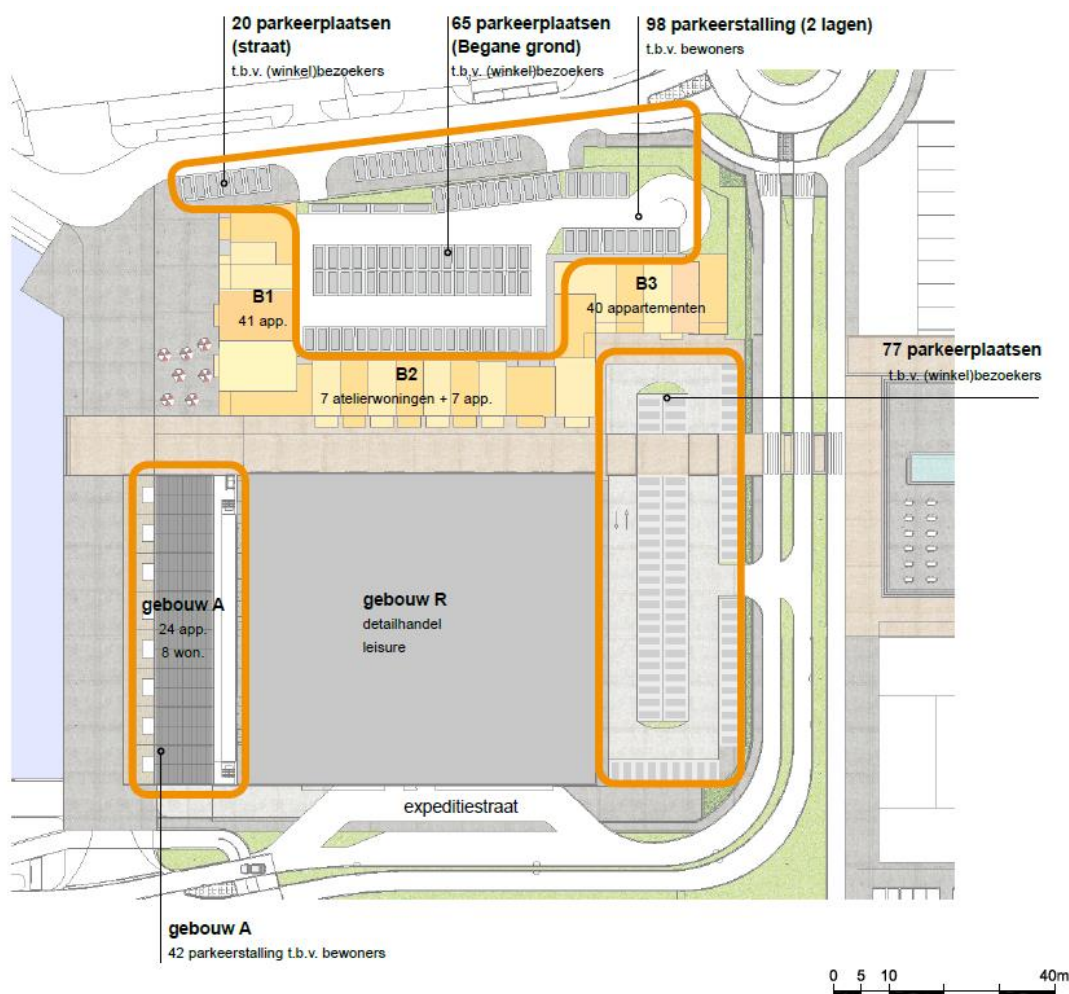 20 parkeerplaatsen
(straat)
t.b.v. (winkel)bezoekers
65 parkeerplaatsen
(Begane grond)
t.b.v. (winkel)bezoekers
98 parkeerstalling (2 lagen)
t.b.v. bewoners
B1
41 app.
B3
40 appartementen
B2
7 atelierwoningen + 7 app.
77 parkeerplaatsen
t.b.v. (winkel)bezoekers
gebouw A
24 app.
8 won.
gebouw R
detailhandel
leisure
expeditiestraat
gebouw A
42 parkeerstalling t.b.v. bewoners
0 5 10 40m